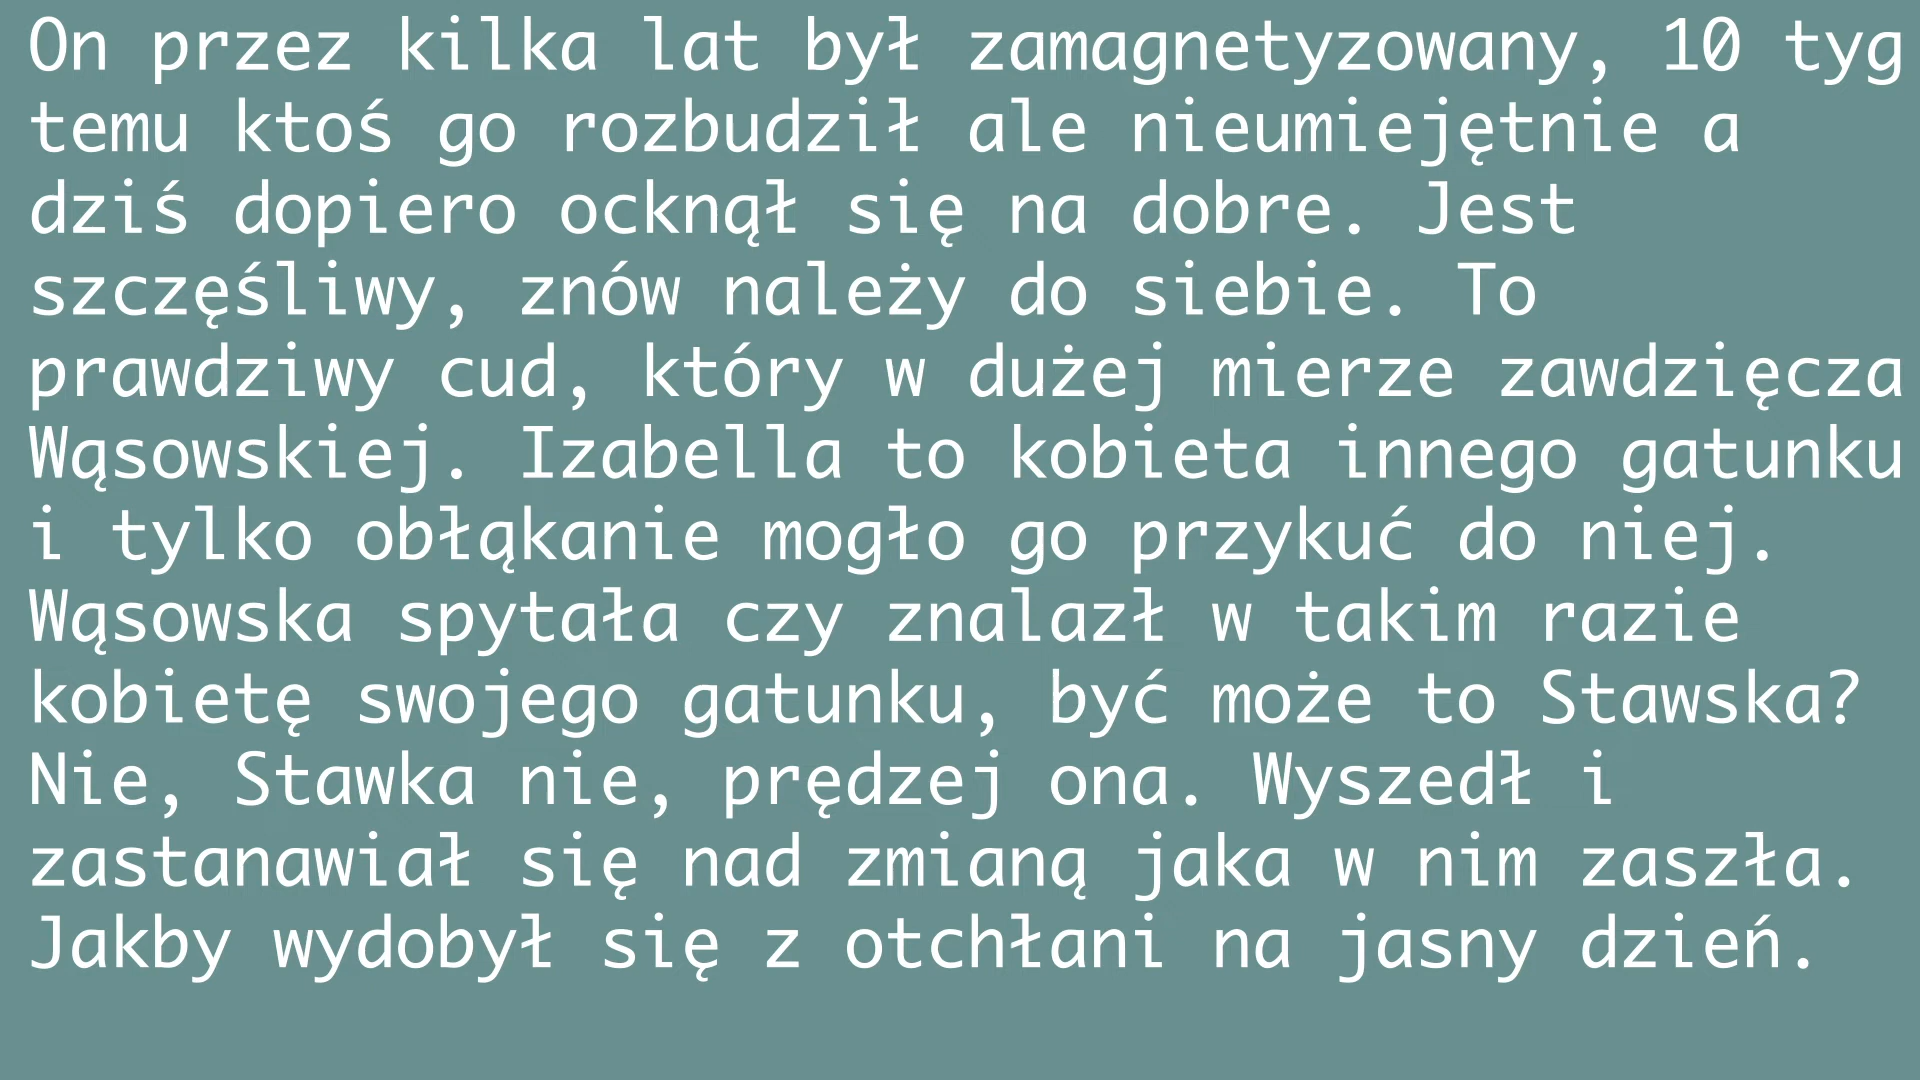 On przez kilka lat był zamagnetyzowany, 10 tyg
temu ktoś go rozbudził ale nieumiejętnie a
dziś dopiero ocknął się na dobre. Jest
szczęśliwy, znów należy do siebie. To
prawdziwy cud, który w dużej mierze zawdzięcza
Wąsowskiej. Izabella to kobieta innego gatunku
i tylko obłąkanie mogło go przykuć do niej.
Wąsowska spytała czy znalazł w takim razie
kobietę swojego gatunku, być może to Stawska?
Nie, Stawka nie, prędzej ona. Wyszedł i
zastanawiał się nad zmianą jaka w nim zaszła.
Jakby wydobył się z otchłani na jasny dzień.